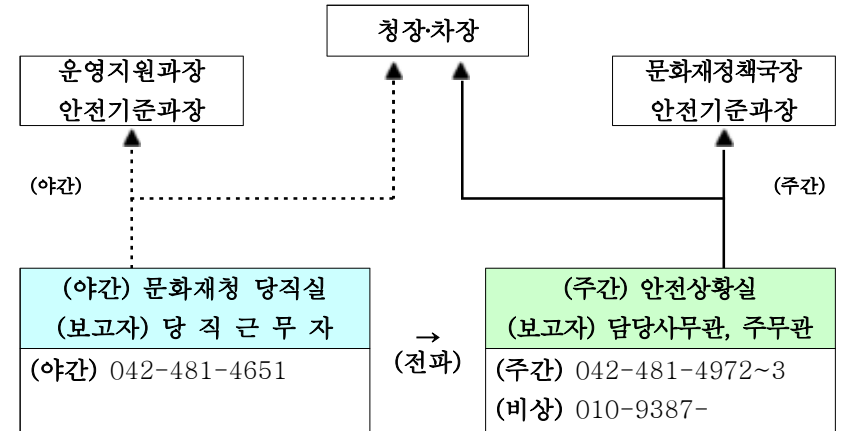 청장·차장
운영지원과장
안전기준과장
문화재정책국장
안전기준과장
(야간)
(주간)
(야간) 문화재청 당직실
(보고자) 당 직 근 무 자
(야간) 042-481-4651
→
(전파)
(주간) 안전상황실
(보고자) 담당사무관, 주무관
(주간) 042-481-4972~3
(비상) 010-9387-